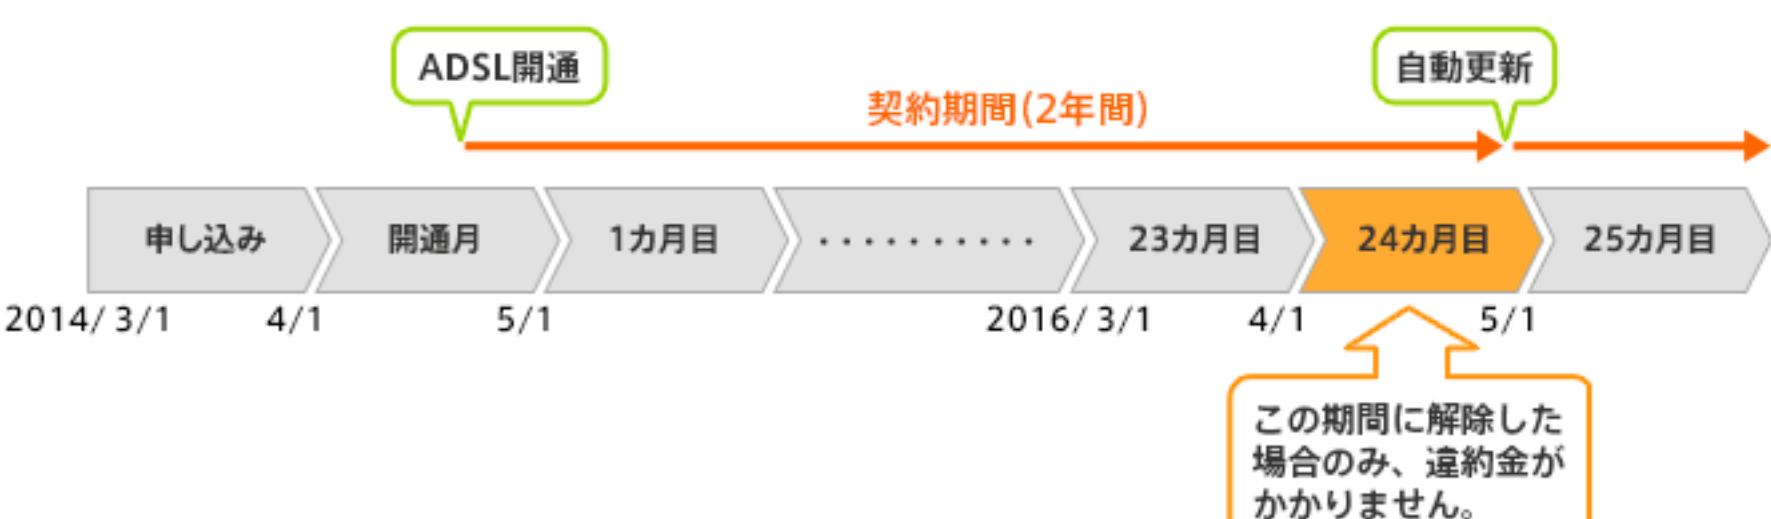 ADSL開通
自動更新
契約期間(2年間)
申し込み
開通月
1カ月目
··········
23カ月目
24カ月目
25カ月目
2014/ 3/1
4/1
5/1
2016/ 3/1
4/1
5/1
この期間に解除した
場合のみ、違約金が
かかりません。